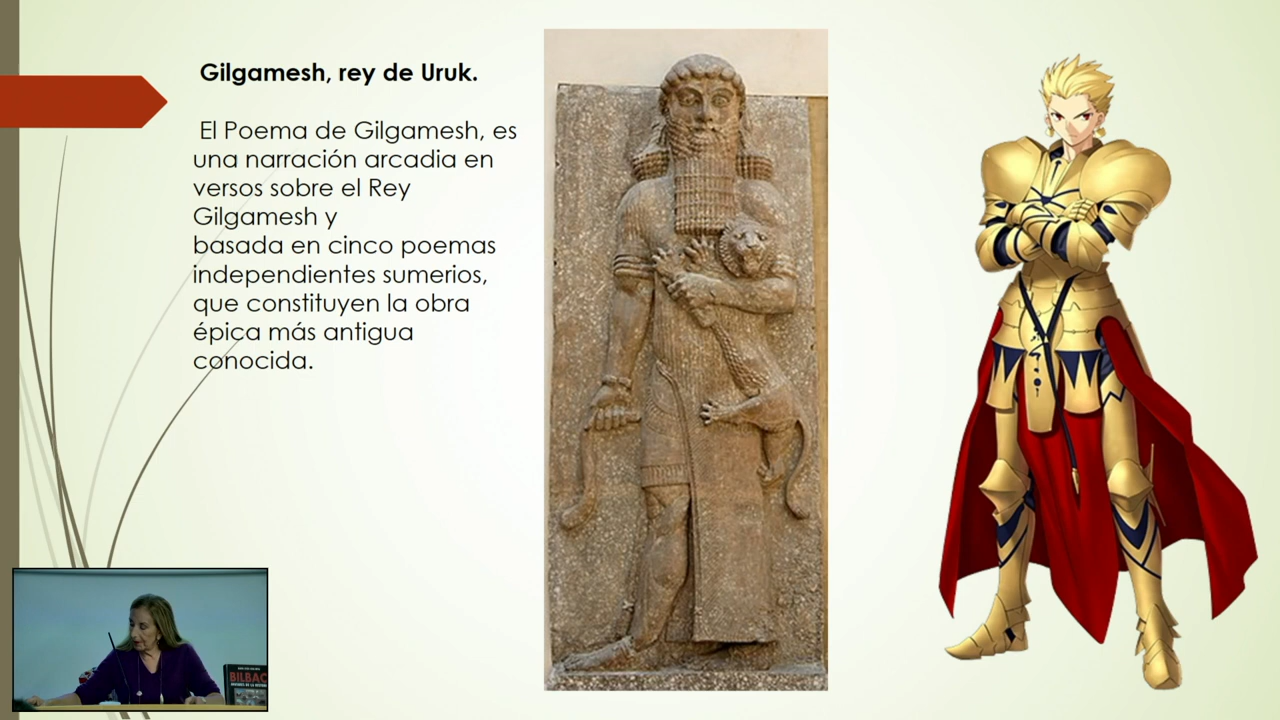 Gilgamesh, rey de Uruk.
El Poema de Gilgamesh, es
una narración arcadia en
versos sobre el Rey
Gilgamesh y
basada en cinco poemas
independientes sumerios,
que constituyen la obra
épica más antigua
conocida.